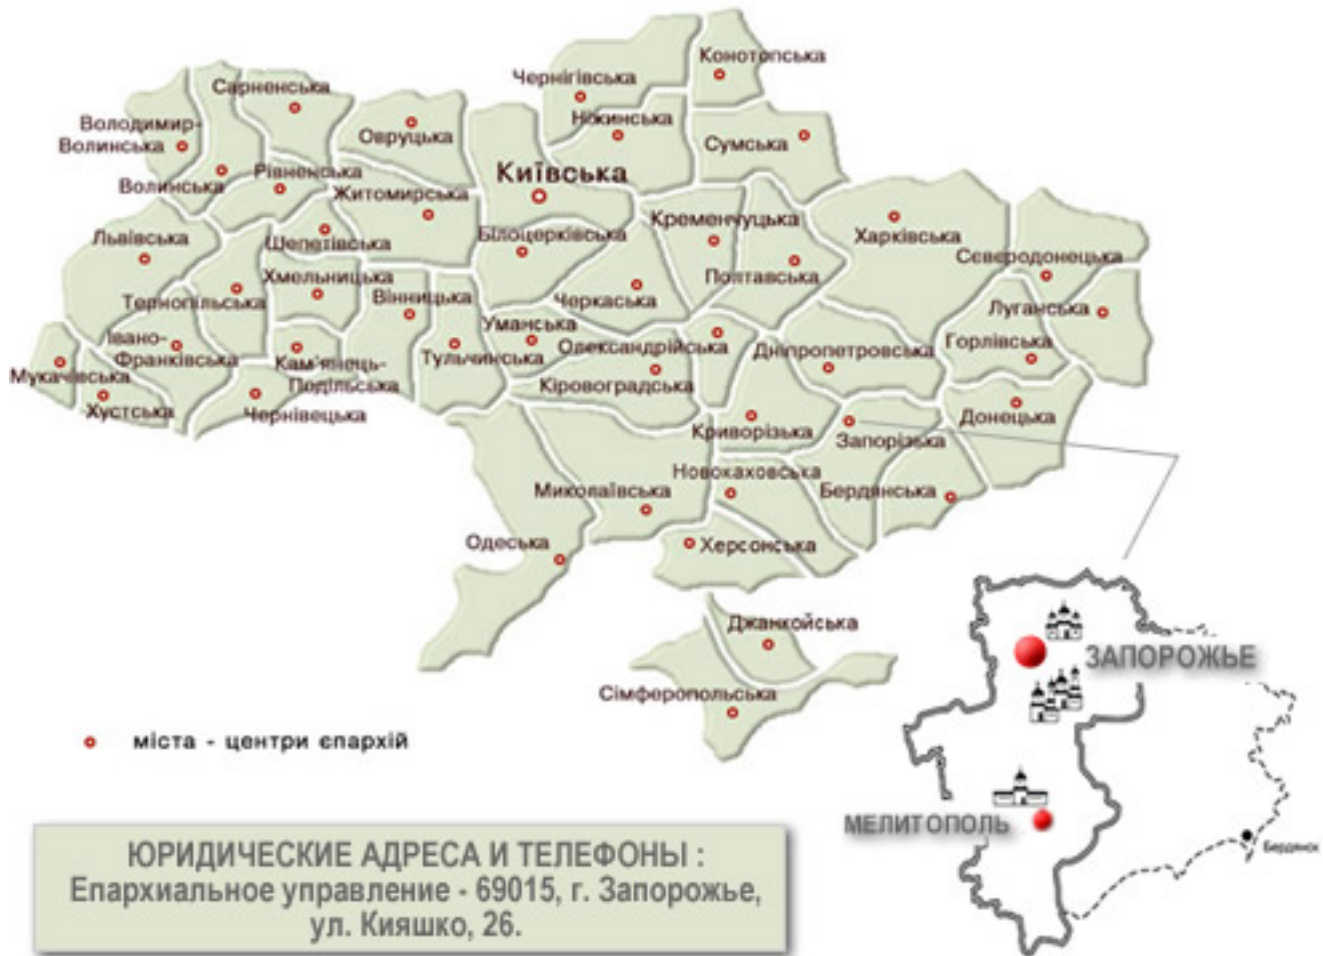 Конотопська
Чернігівська
Сарненська
Ніжинська
Володимир-
Волинська
Овруцька
Сумська
Київська
Рівненська
Волинська
Житомирська
Кременчуцька
Львівська
Шепетівська
Білоцерківська
Харківська
Сєвєродонецька
Хмельницька
Полтавська
Тернопільська
Вінницька
Черкаська
Луганська
Уманська
Івано-
Франківська
Тульчинська
Олександрійська
Дніпропетровська
Горлівська
Кам'янець-
Подільська
Мукачівська
Кіровоградська
Хустська
Чернівецька
Донецька
Криворізька
Запорізька
Новокаховська
Миколаївська
Бердянська
Одеська
Херсонська
Джанкойська
Сімферопольська
ЗАПОРОЖЬЕ
міста - центри єпархій
МЕЛИТОПОЛЬ
Бердянск
ЮРИДИЧЕСКИЕ АДРЕСА И ТЕЛЕФОНЫ :
Епархиальное управление - 69015, г. Запорожье,
ул. Кияшко, 26.